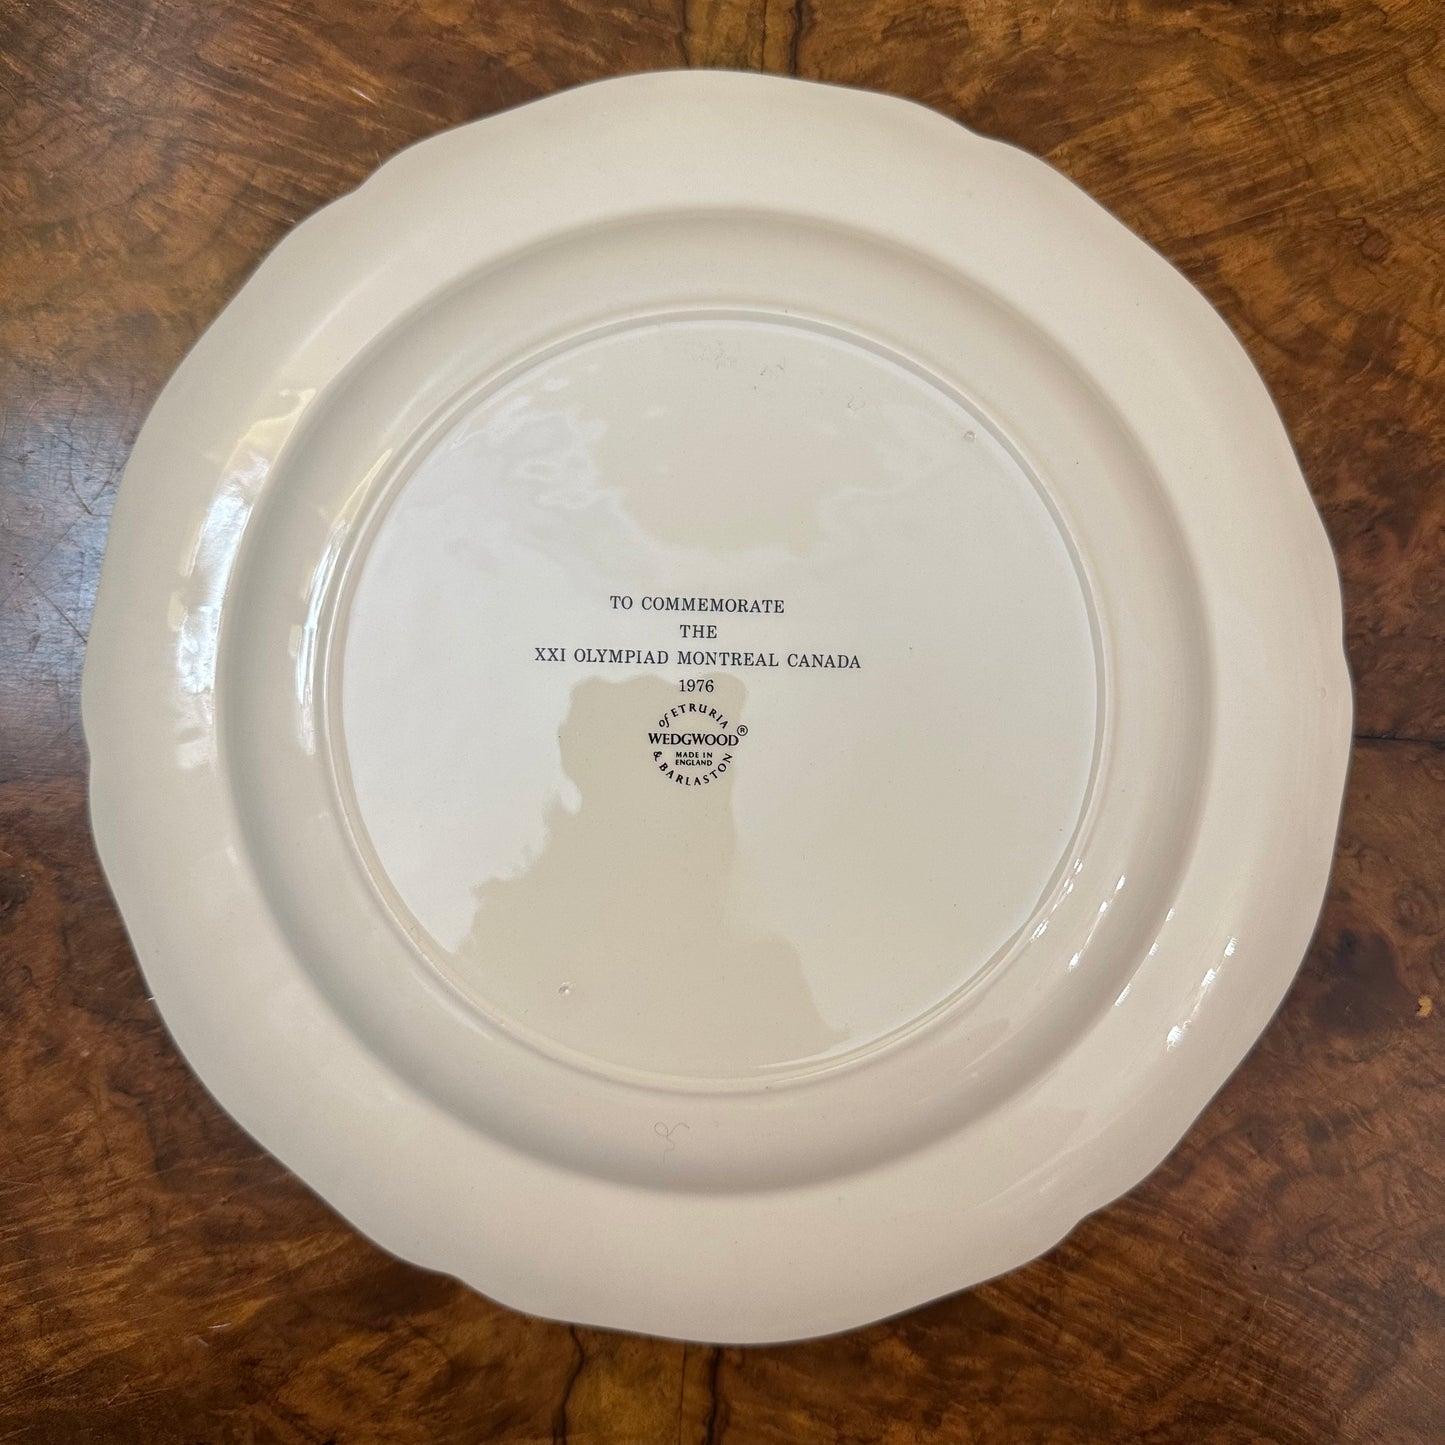 TO COMMEMORATE
THE
XXI OLYMPIAD MONTREAL CANADA
1976
of ETRURIA
WEDGWOOD®
MADE IN
ENGLAND
& BARLASTON